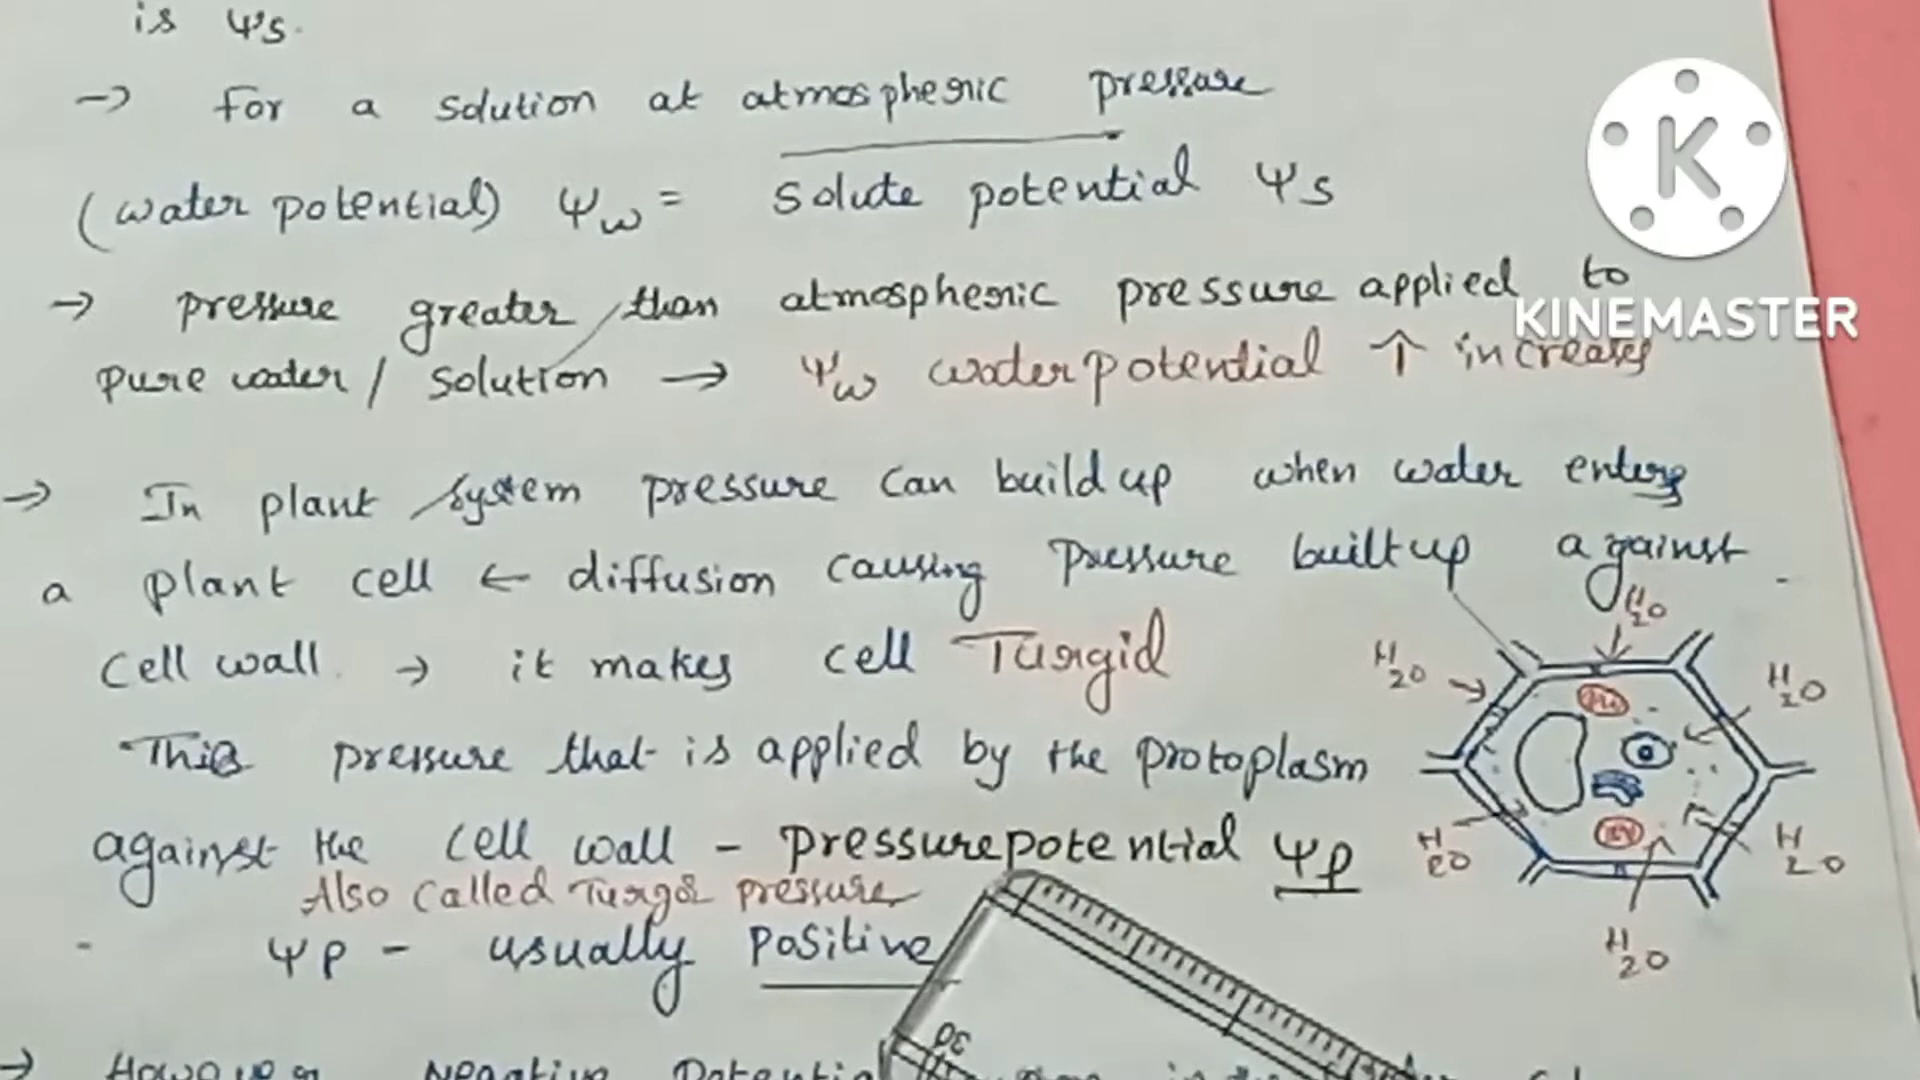 is Ψs.
→ For a solution at atmospheric pressure
(water potential) Ψw = solute potential Ψs
→ pressure greater than atmospheric pressure applied to
pure water / solution → Ψw water potential ↑ increases
→ In plant system pressure can build up when water enters
a plant cell ← diffusion causing pressure built up against
cell wall. → it makes cell Turgid
This pressure that is applied by the protoplasm
against the cell wall - pressure potential Ψp
Also called Turgor pressure
Ψp - usually positive
→ However Negative Potential
H2O
H2O
H2O
H2O
H2O
H2O
30
K
KINEMASTER